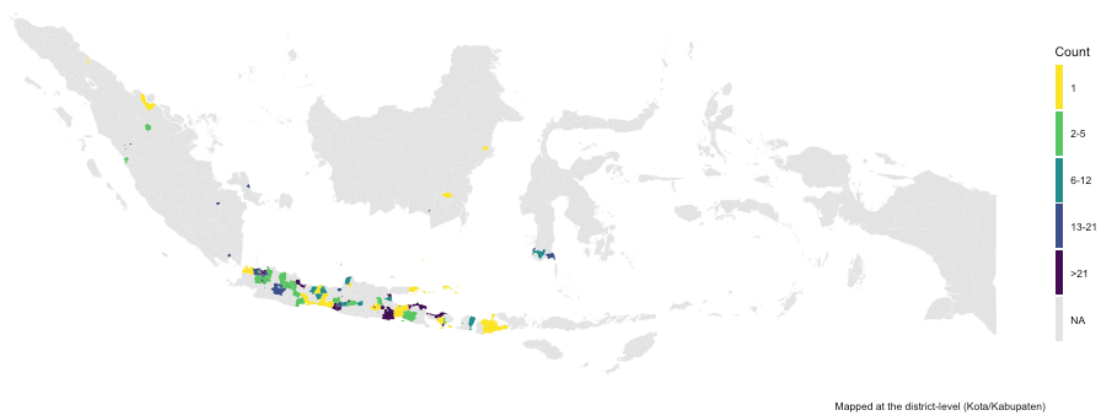 Count
1
2-5
6-12
13-21
>21
NA
Mapped at the district-level (Kota/Kabupaten)